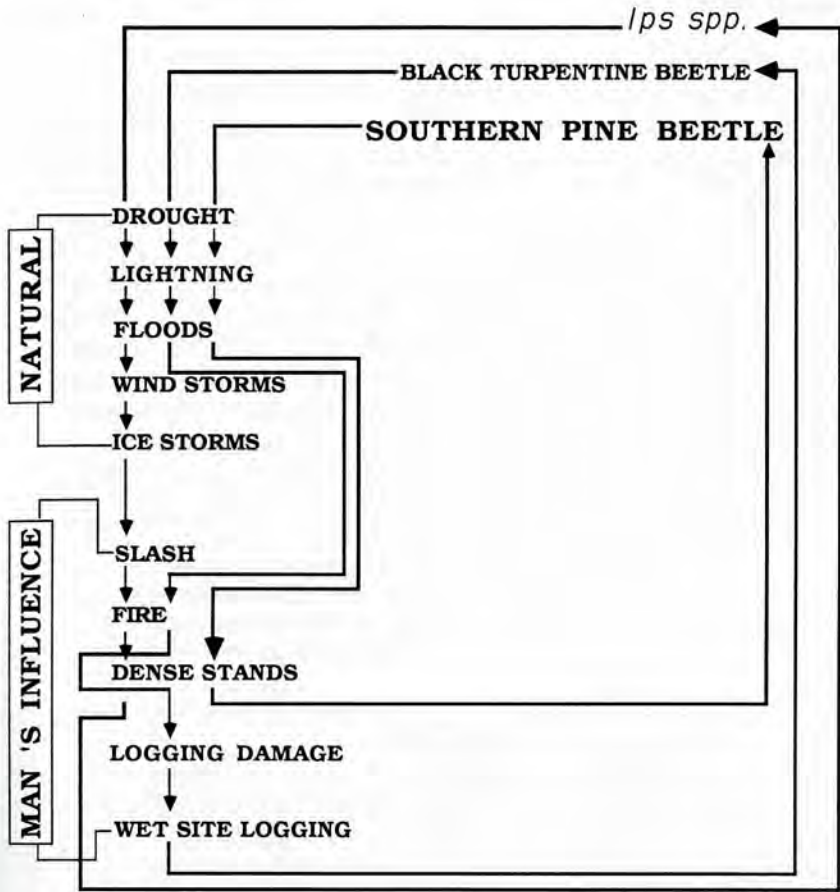 Ips spp.
BLACK TURPENTINE BEETLE
SOUTHERN PINE BEETLE
NATURAL
DROUGHT
LIGHTNING
FLOODS
WIND STORMS
ICE STORMS
MAN 'S INFLUENCE
SLASH
FIRE
DENSE STANDS
LOGGING DAMAGE
WET SITE LOGGING